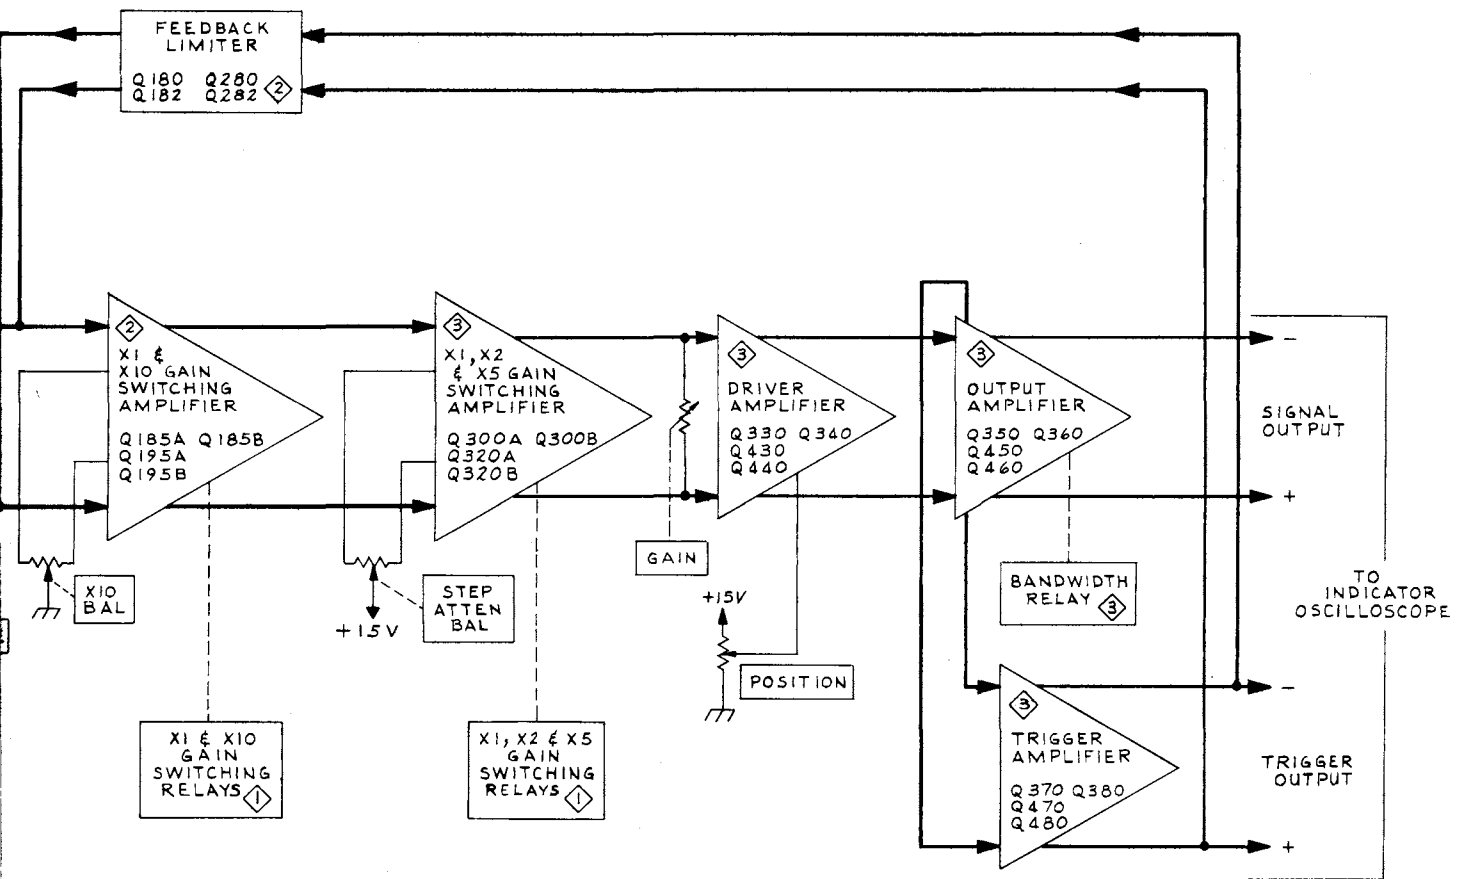 FEEDBACK
LIMITER
Q180 Q280
Q182 Q282
2
2
X1 &
X10 GAIN
SWITCHING
AMPLIFIER
Q185A Q185B
Q195A
Q195B
X10
BAL
X1 & X10
GAIN
SWITCHING
RELAYS 1
3
X1, X2
& X5 GAIN
SWITCHING
AMPLIFIER
Q300A Q300B
Q320A
Q320B
+15V
STEP
ATTEN
BAL
X1, X2 & X5
GAIN
SWITCHING
RELAYS 1
GAIN
3
DRIVER
AMPLIFIER
Q330 Q340
Q430
Q440
+15V
POSITION
3
OUTPUT
AMPLIFIER
Q350 Q360
Q450
Q460
BANDWIDTH
RELAY 3
3
TRIGGER
AMPLIFIER
Q370 Q380
Q470
Q480
-
SIGNAL
OUTPUT
+
TO
INDICATOR
OSCILLOSCOPE
-
TRIGGER
OUTPUT
+